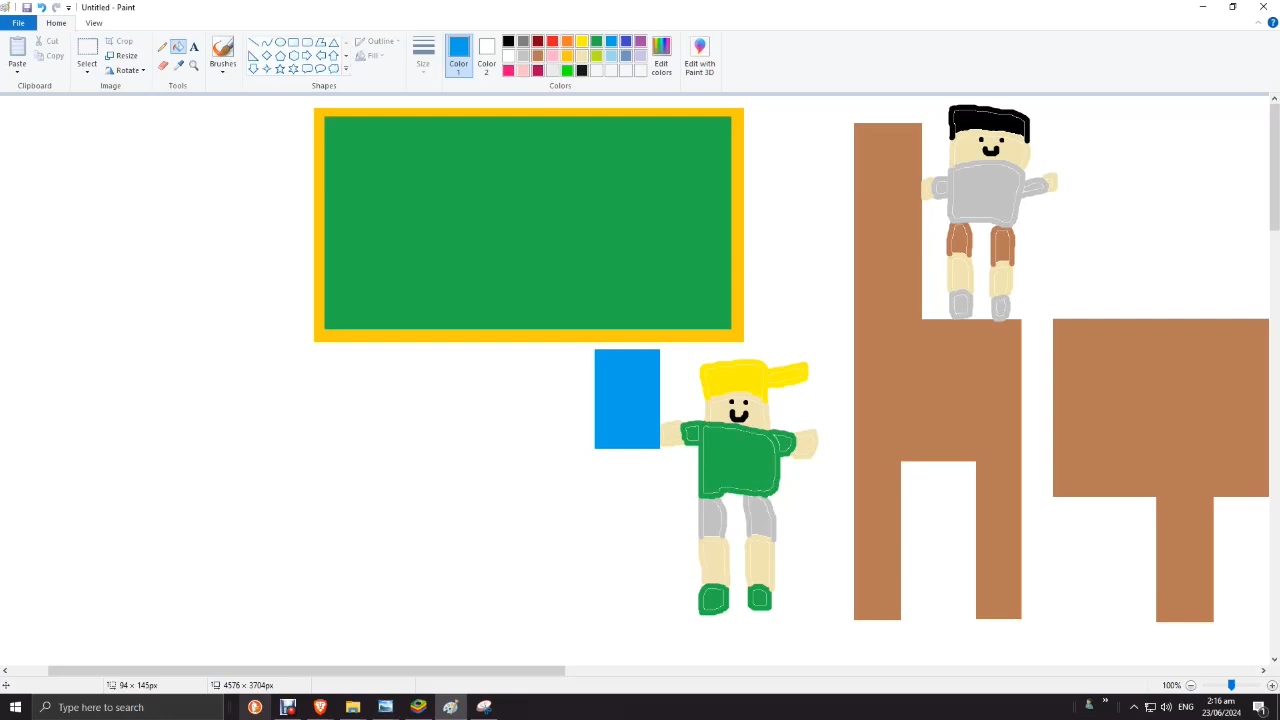 Untitled - Paint
File Home View
Paste
Cut
Copy
Clipboard
Select
Crop
Resize
Rotate
Image
A
Tools
Brushes
Outline
Fill
Shapes
Size
Color 1
Color 2
Edit colors
Colors
Edit with Paint 3D
94 × 145px
4576 × 3704px
100%
Type here to search
ENG
2:16 am
23/06/2024
1